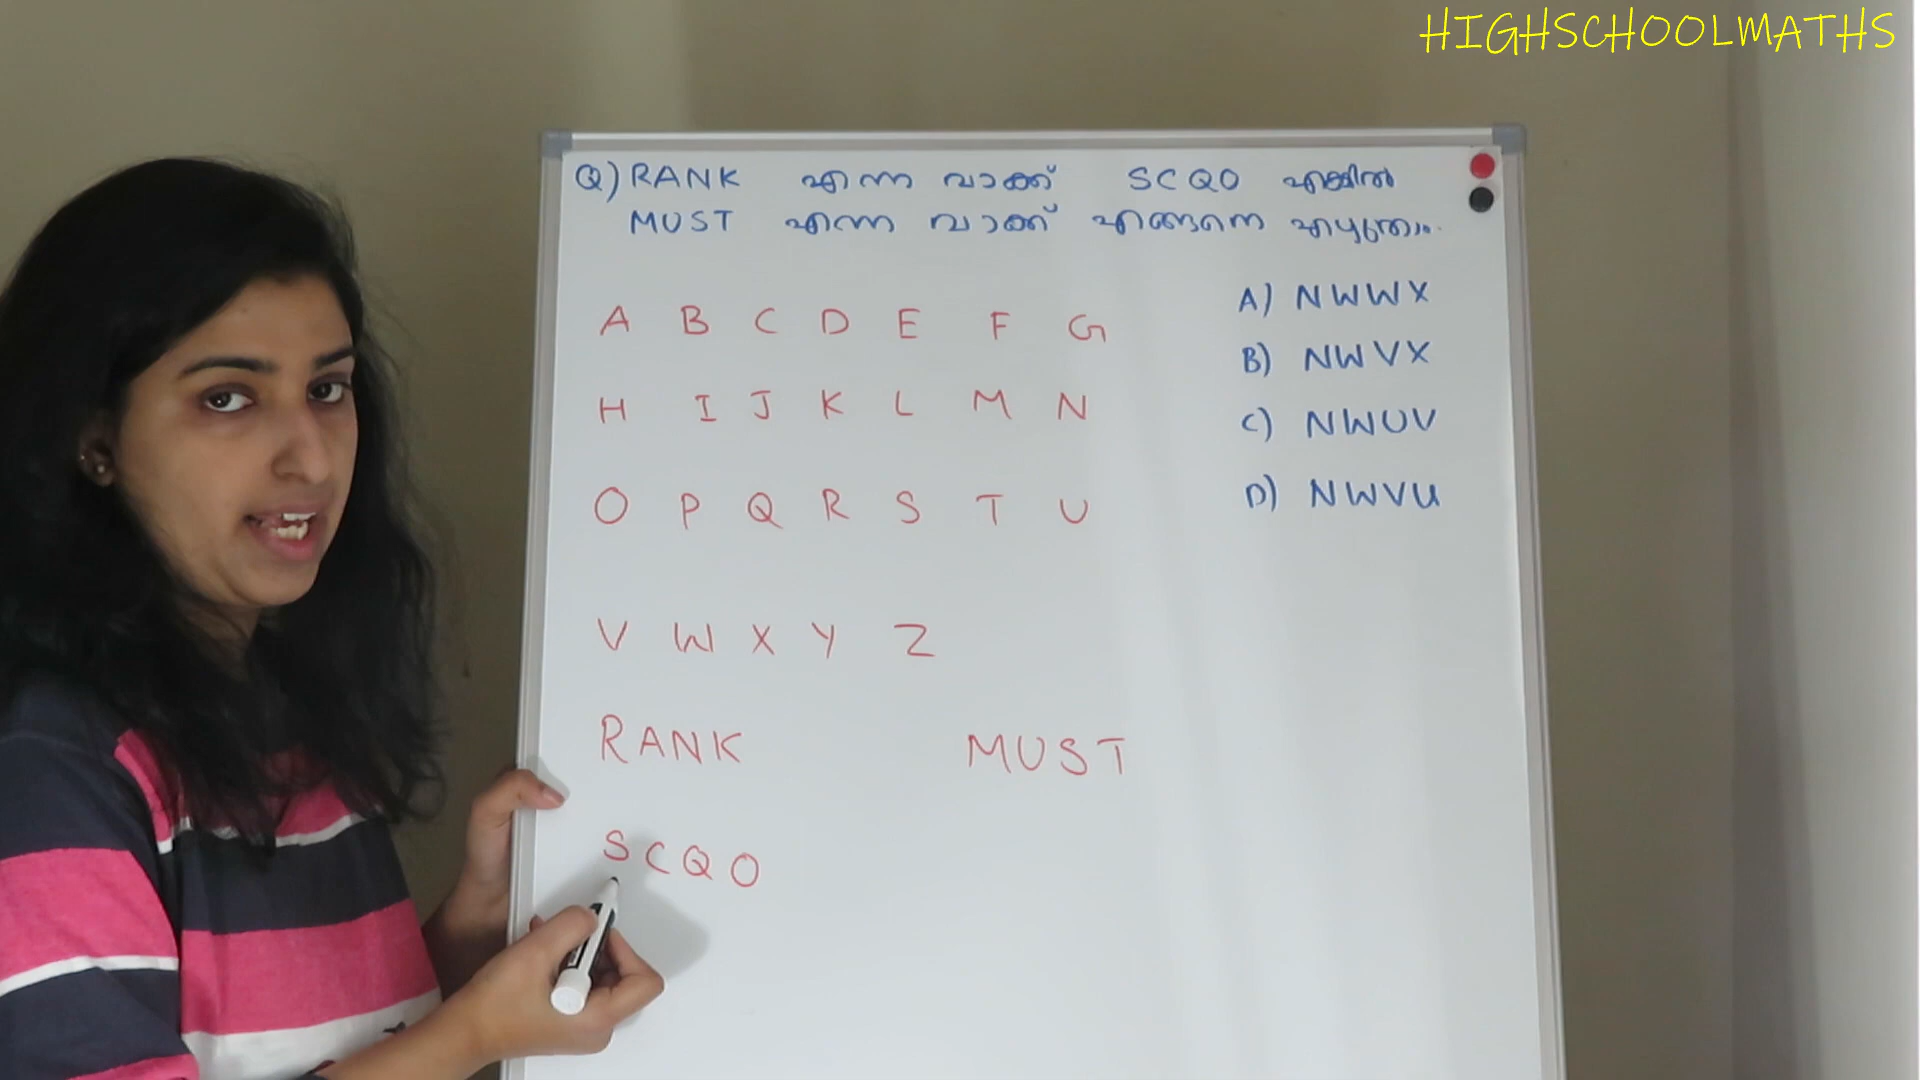 HIGHSCHOOLMATHS
Q) RANK എന്ന വാക്ക് SCQO എങ്കിൽ
MUST എന്ന വാക്ക് എങ്ങനെ എഴുതാം.
A B C D E F G
H I J K L M N
O P Q R S T U
V W X Y Z
A) NWWX
B) NWVX
C) NWUV
D) NWVU
RANK MUST
SCQO